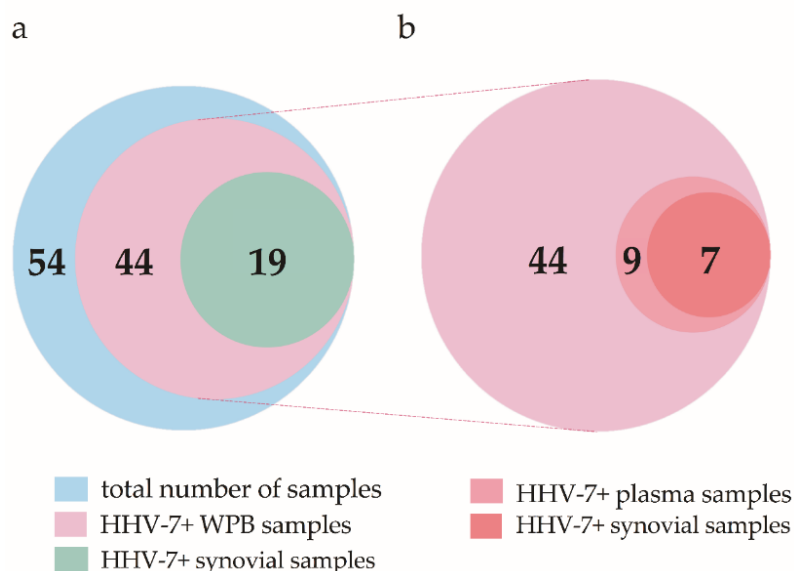 a
b
54
44
19
44
9
7
total number of samples
HHV-7+ WPB samples
HHV-7+ synovial samples
HHV-7+ plasma samples
HHV-7+ synovial samples